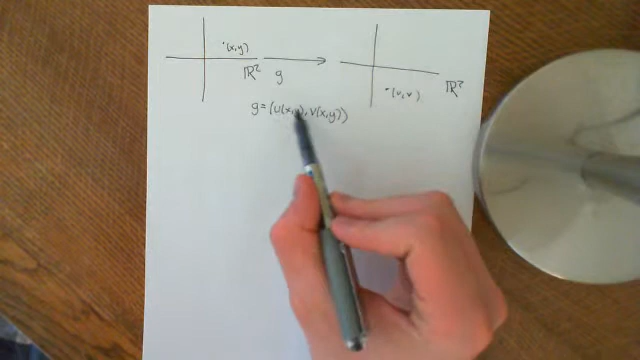 (x,y)
ℝ² g ℝ²
(u,v)
g=(u(x,y),v(x,y))